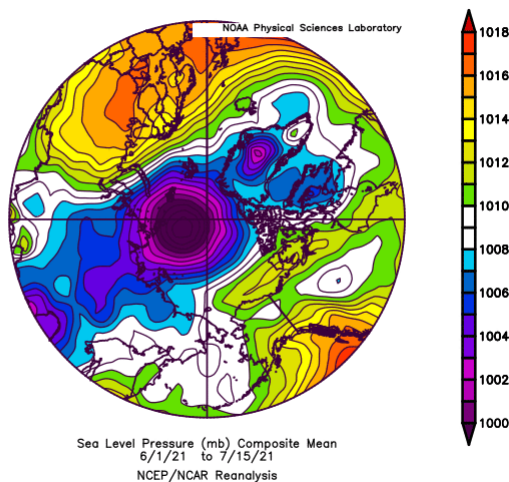 NOAA Physical Sciences Laboratory
1018
1016
1014
1012
1010
1008
1006
1004
1002
1000
Sea Level Pressure (mb) Composite Mean
6/1/21 to 7/15/21
NCEP/NCAR Reanalysis